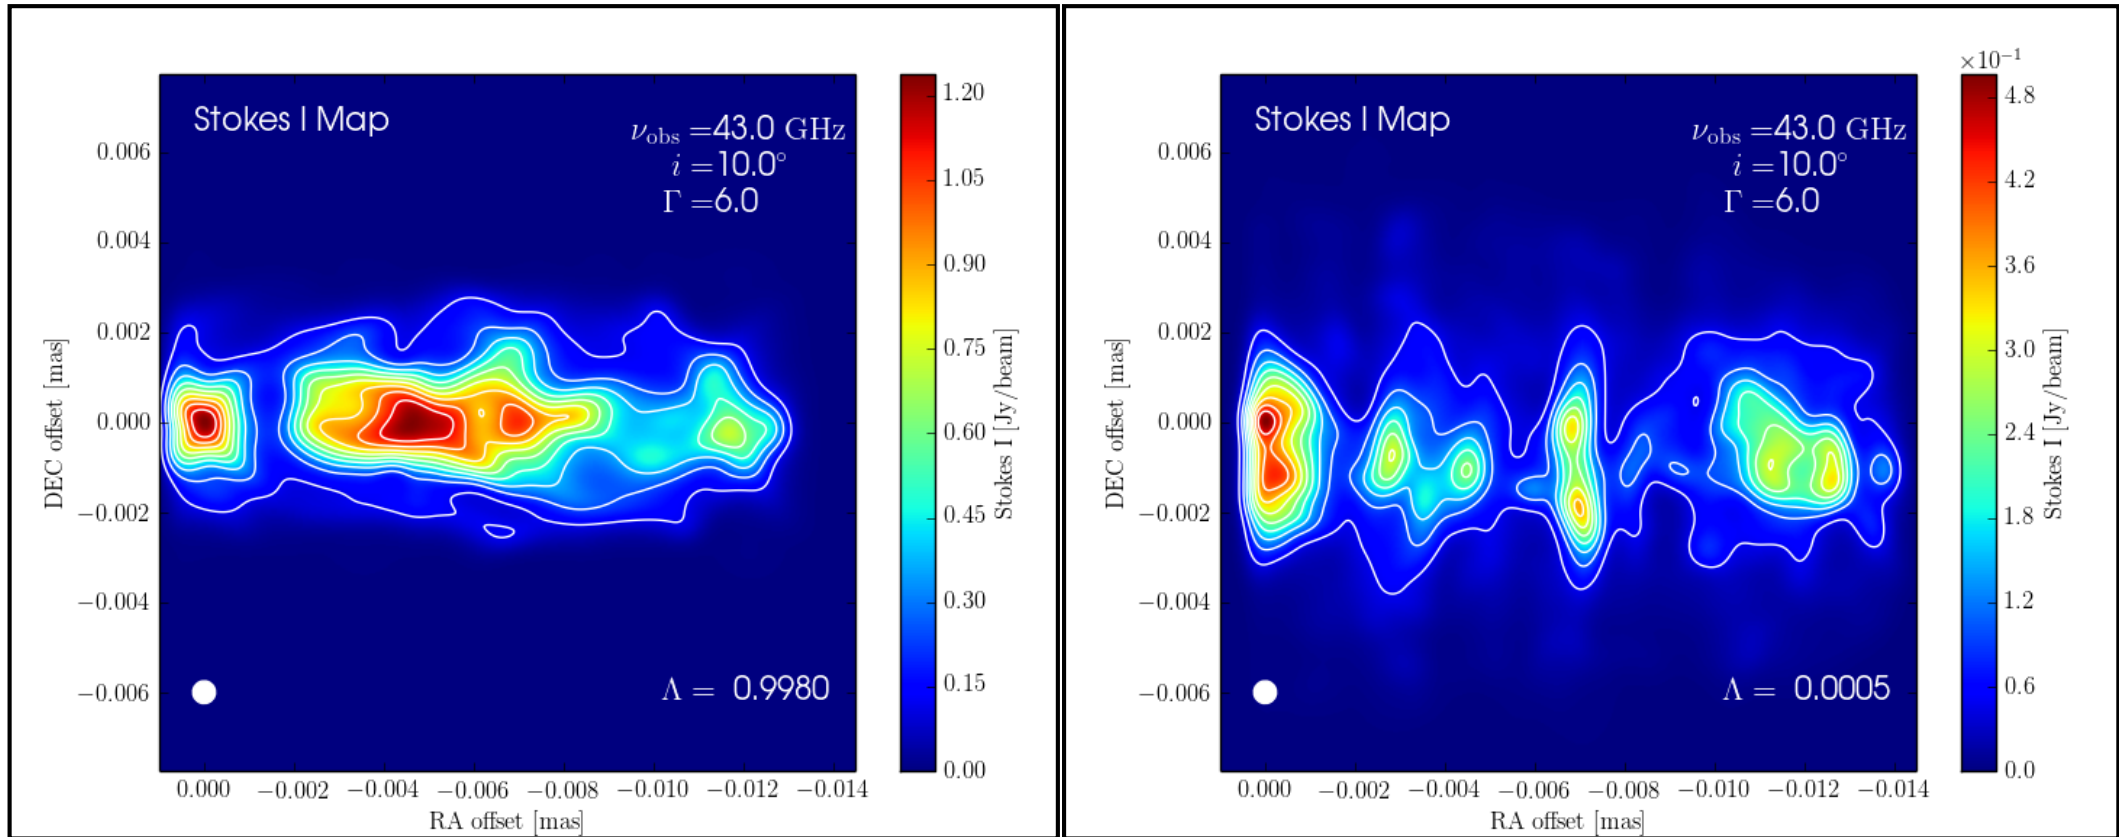 Stokes I Map
ν_obs =43.0 GHz
i =10.0°
Γ =6.0
Λ = 0.9980
0.006
0.004
0.002
0.000
−0.002
−0.004
−0.006
DEC offset [mas]
0.000 −0.002 −0.004 −0.006 −0.008 −0.010 −0.012 −0.014
RA offset [mas]
1.20
1.05
0.90
0.75
0.60
0.45
0.30
0.15
0.00
Stokes I [Jy/beam]
Stokes I Map
ν_obs =43.0 GHz
i =10.0°
Γ =6.0
Λ = 0.0005
0.006
0.004
0.002
0.000
−0.002
−0.004
−0.006
DEC offset [mas]
0.000 −0.002 −0.004 −0.006 −0.008 −0.010 −0.012 −0.014
RA offset [mas]
×10⁻¹
4.8
4.2
3.6
3.0
2.4
1.8
1.2
0.6
0.0
Stokes I [Jy/beam]